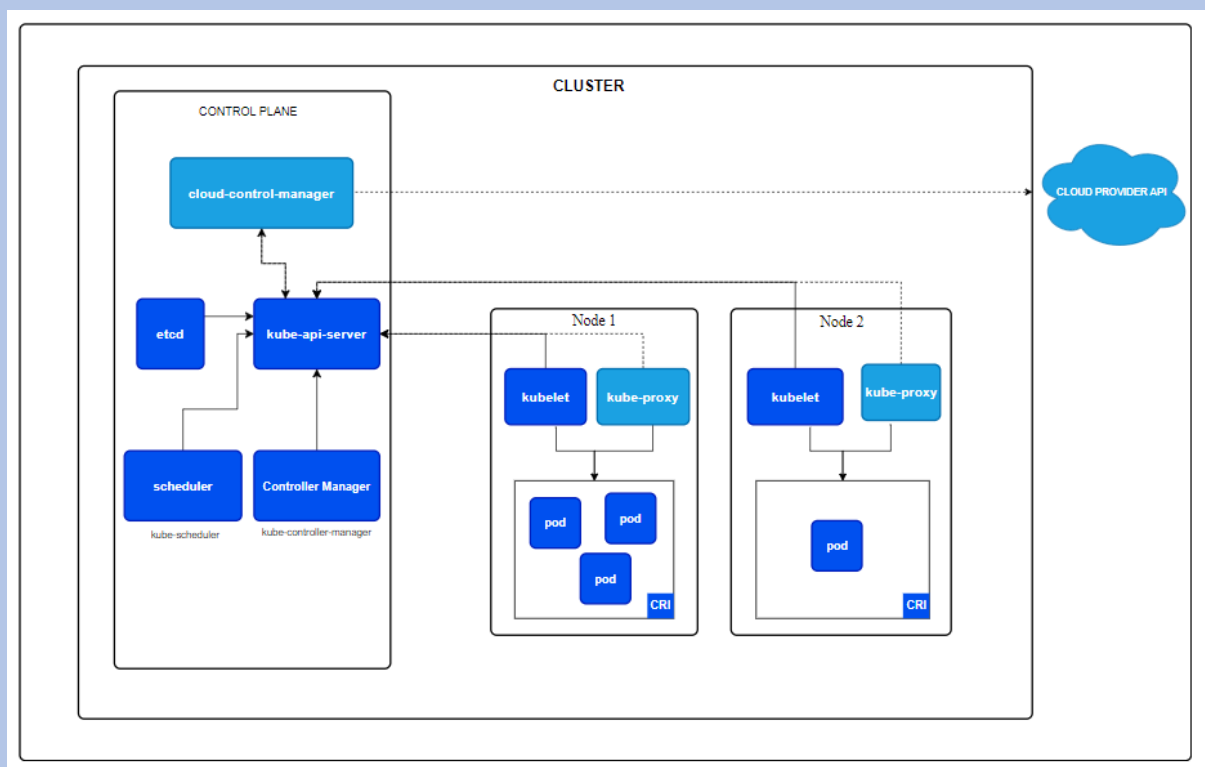 CLUSTER
CONTROL PLANE
cloud-control-manager
CLOUD PROVIDER API
etcd
kube-api-server
Node 1
Node 2
kubelet
kube-proxy
kubelet
kube-proxy
scheduler
Controller Manager
kube-scheduler
kube-controller-manager
pod
pod
pod
CRI
pod
CRI